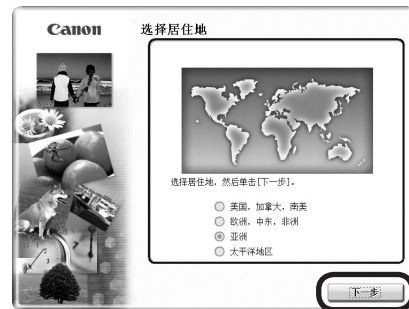 Canon
选择居住地
选择居住地，然后单击[下一步]。
美国，加拿大，南美
欧洲，中东，非洲
亚洲
太平洋地区
下一步